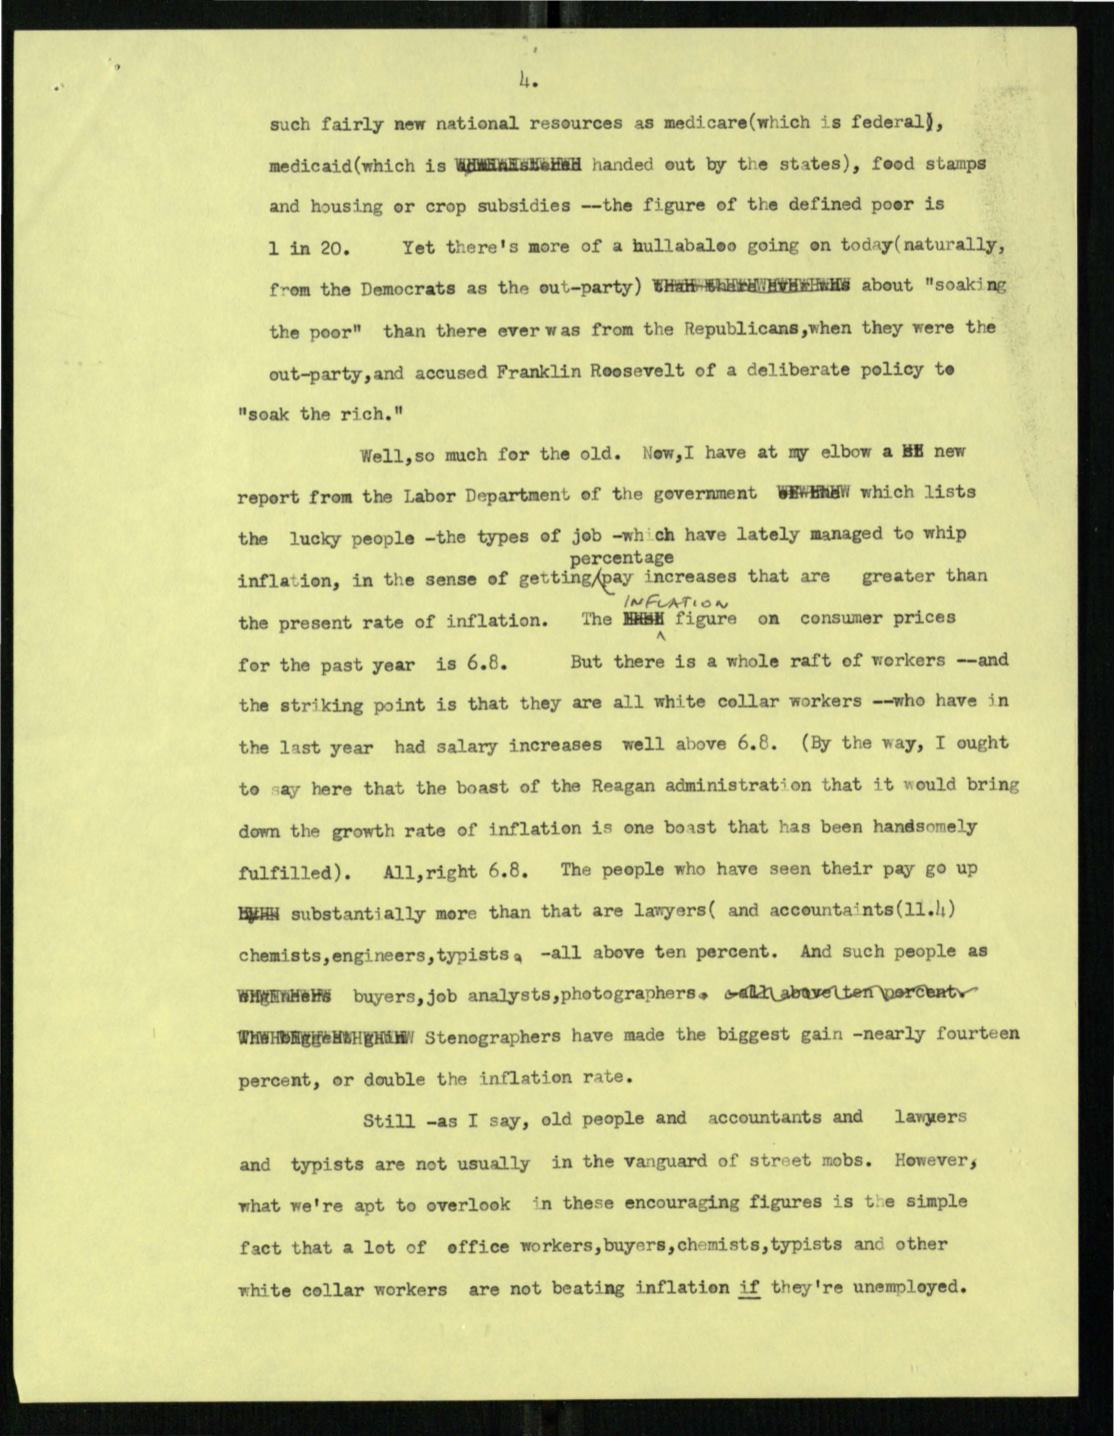 4.
such fairly new national resources as medicare(which is federal),
medicaid(which is handed out by the states), food stamps
and housing or crop subsidies --the figure of the defined poor is
1 in 20. Yet there's more of a hullabaloo going on today(naturally,
from the Democrats as the out-party) than there ever was about "soaking
the poor" than there ever was from the Republicans,when they were the
out-party,and accused Franklin Roosevelt of a deliberate policy to
"soak the rich."
Well,so much for the old. Now,I have at my elbow a new
report from the Labor Department of the government which lists
the lucky people -the types of job -which have lately managed to whip
percentage
inflation, in the sense of getting/pay increases that are greater than
INFLATION
the present rate of inflation. The figure on consumer prices
for the past year is 6.8. But there is a whole raft of workers --and
the striking point is that they are all white collar workers --who have in
the last year had salary increases well above 6.8. (By the way, I ought
to say here that the boast of the Reagan administration that it would bring
down the growth rate of inflation is one boast that has been handsomely
fulfilled). All,right 6.8. The people who have seen their pay go up
substantially more than that are lawyers( and accountaints(11.4)
chemists,engineers,typists, -all above ten percent. And such people as
buyers,job analysts,photographers. -all above ten percent.
The biggest gain Stenographers have made the biggest gain -nearly fourteen
percent, or double the inflation rate.
Still -as I say, old people and accountants and lawyers
and typists are not usually in the vanguard of street mobs. However,
what we're apt to overlook in these encouraging figures is the simple
fact that a lot of office workers,buyers,chemists,typists and other
white collar workers are not beating inflation if they're unemployed.